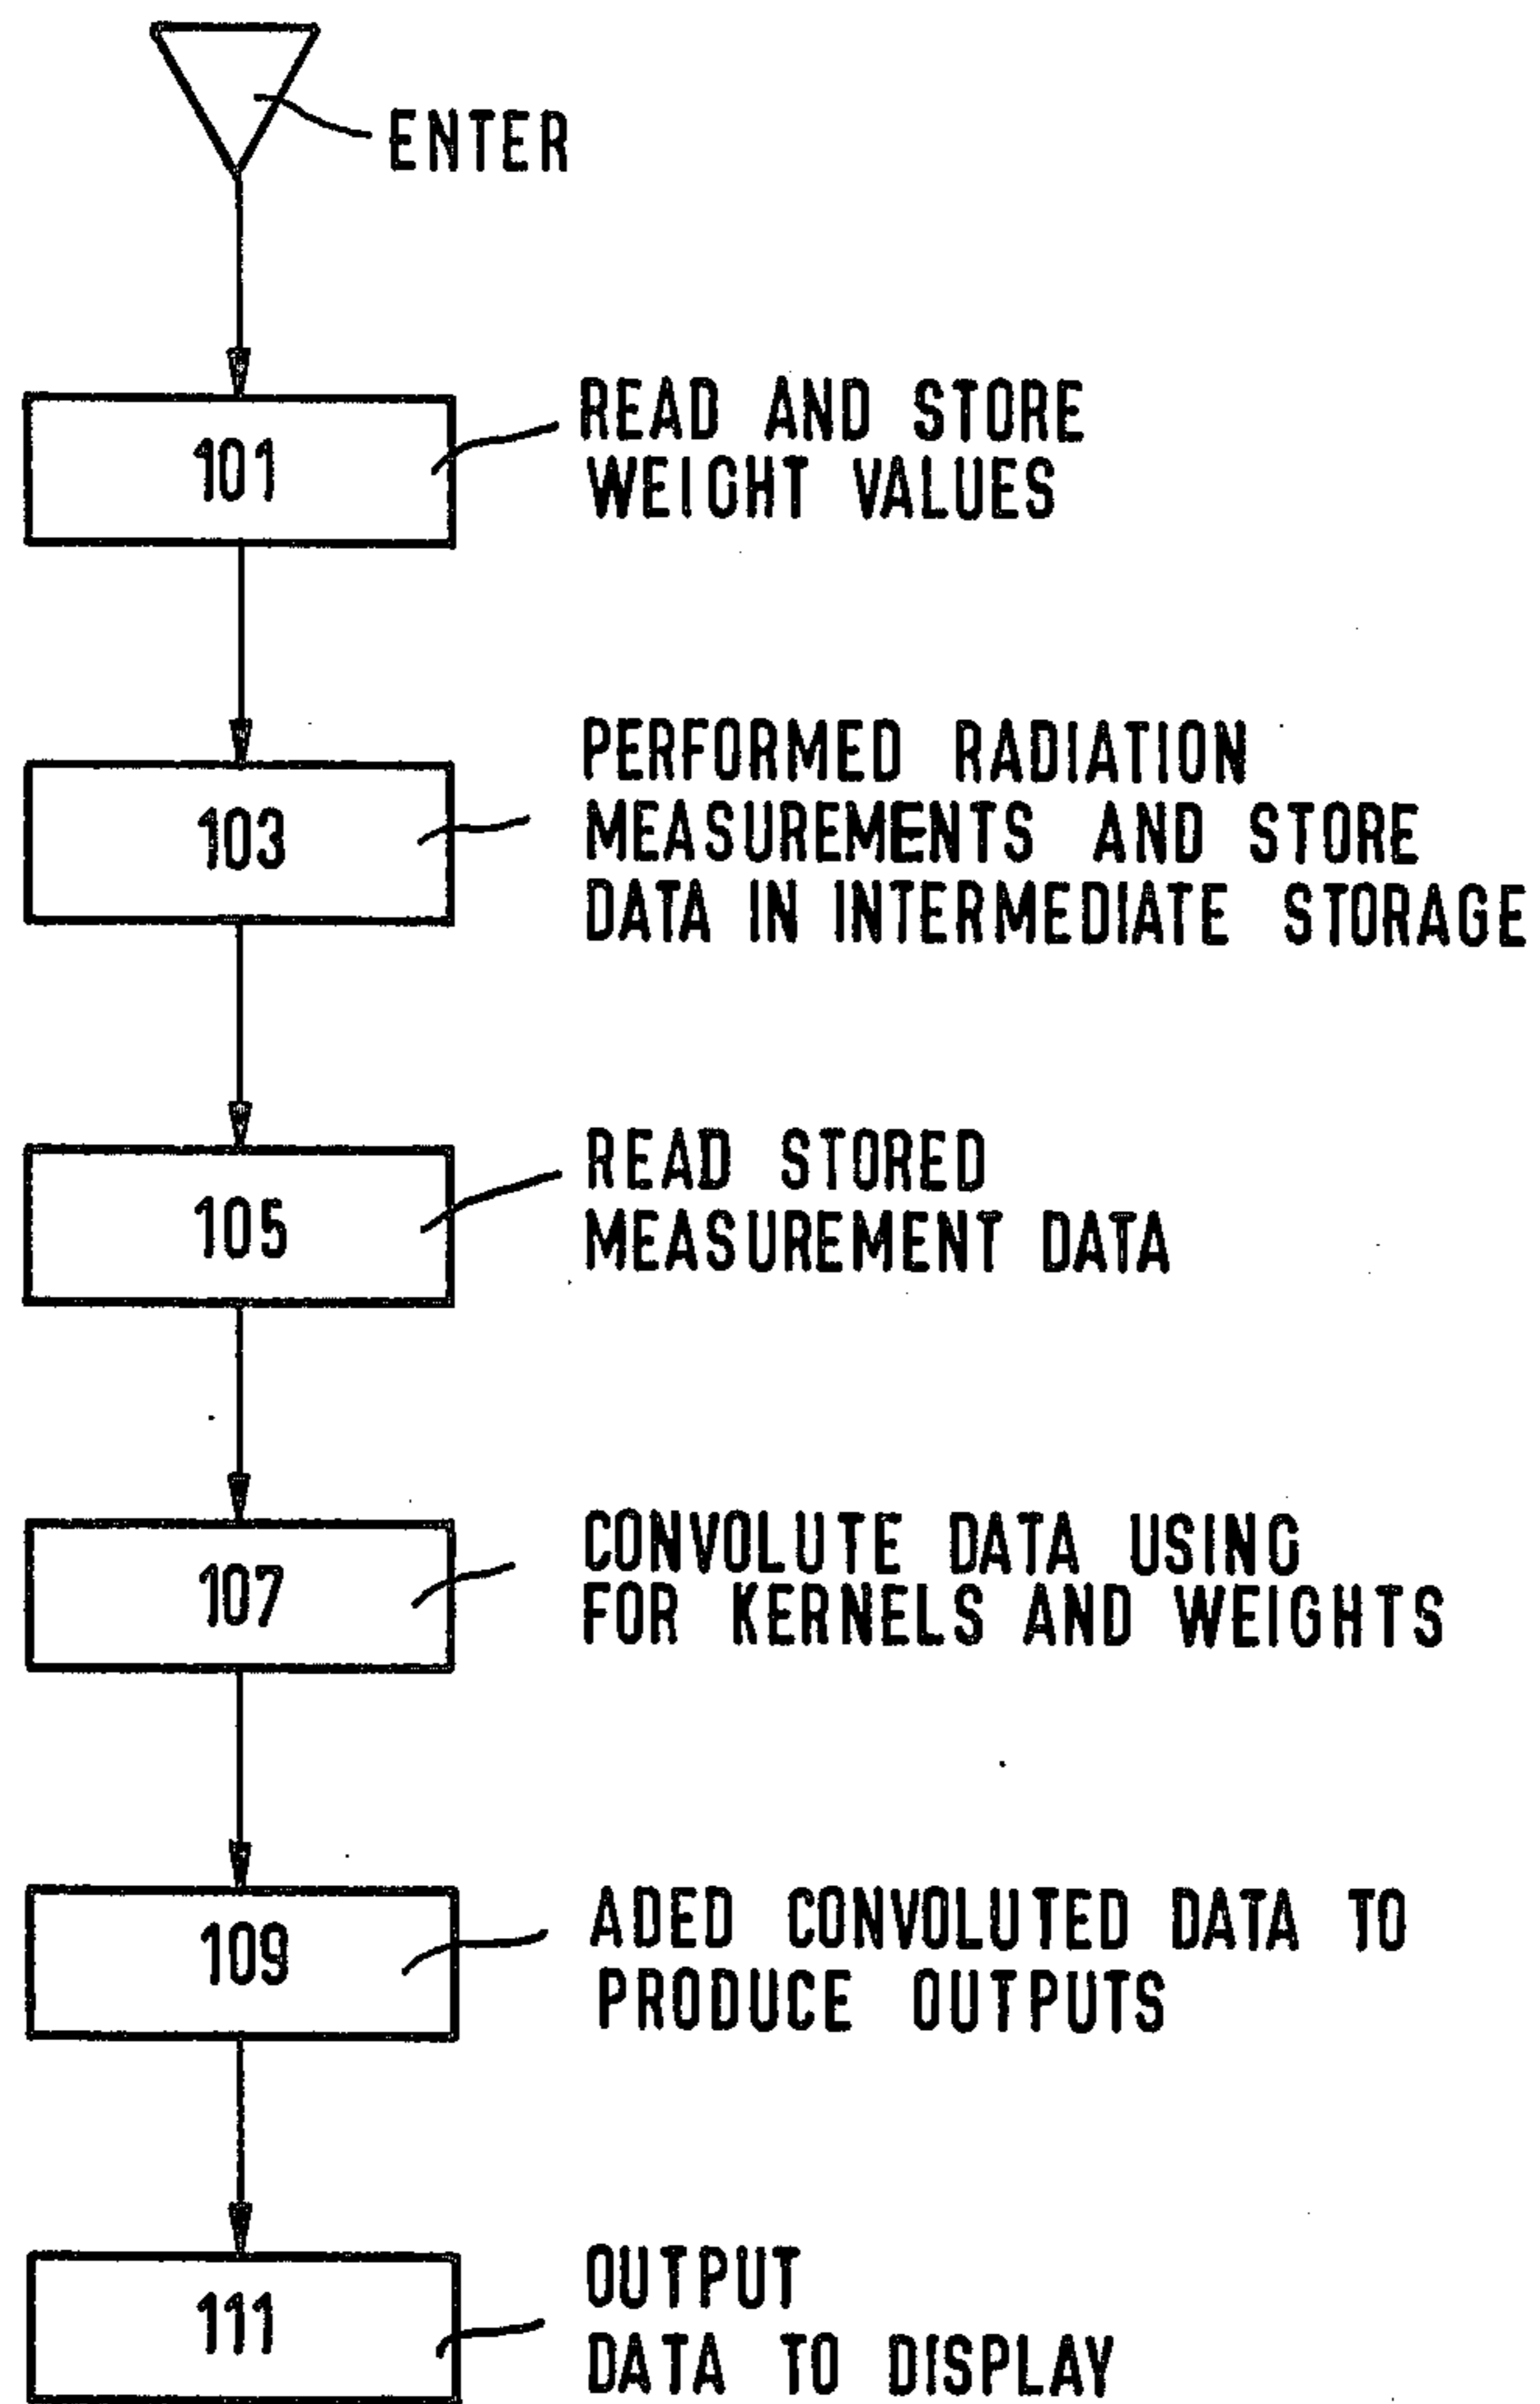 ENTER
101
READ AND STORE
WEIGHT VALUES
103
PERFORMED RADIATION
MEASUREMENTS AND STORE
DATA IN INTERMEDIATE STORAGE
105
READ STORED
MEASUREMENT DATA
107
CONVOLUTE DATA USING
FOR KERNELS AND WEIGHTS
109
ADED CONVOLUTED DATA TO
PRODUCE OUTPUTS
111
OUTPUT
DATA TO DISPLAY